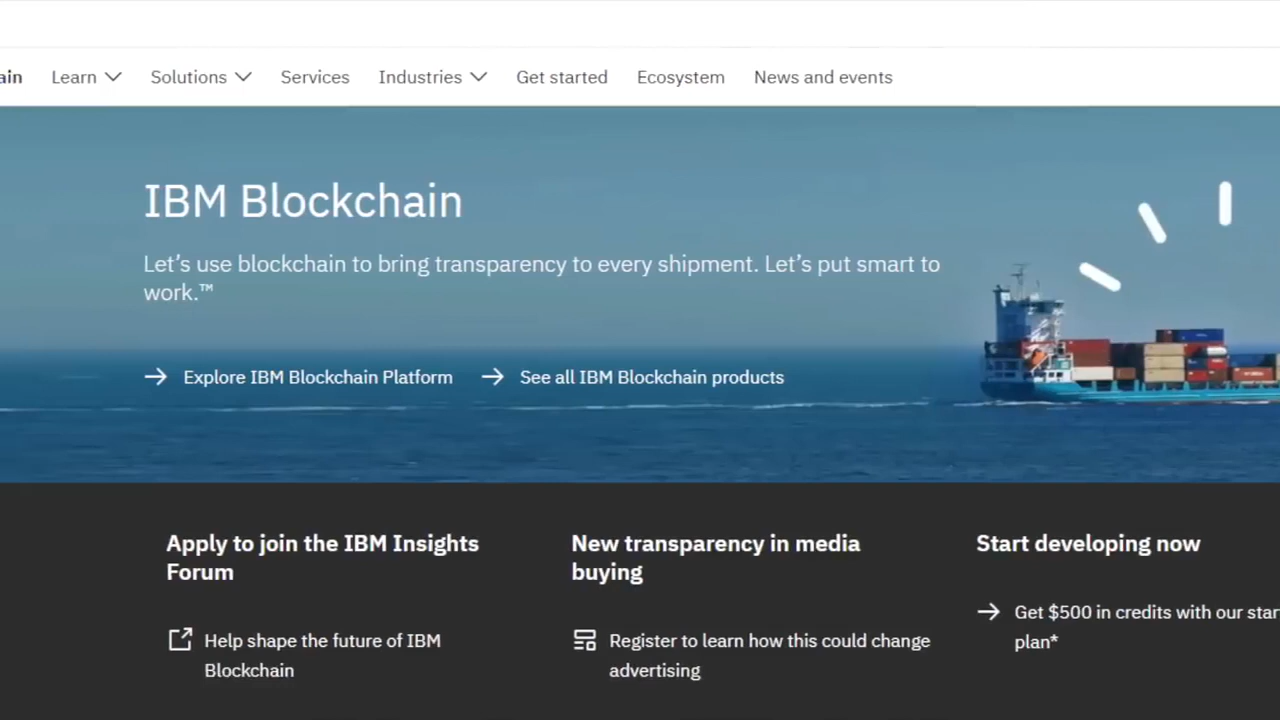 ain Learn Solutions Services Industries Get started Ecosystem News and events
IBM Blockchain
Let’s use blockchain to bring transparency to every shipment. Let’s put smart to
work.™
Explore IBM Blockchain Platform See all IBM Blockchain products
Apply to join the IBM Insights
Forum
Help shape the future of IBM
Blockchain
New transparency in media
buying
Register to learn how this could change
advertising
Start developing now
Get $500 in credits with our star
plan*